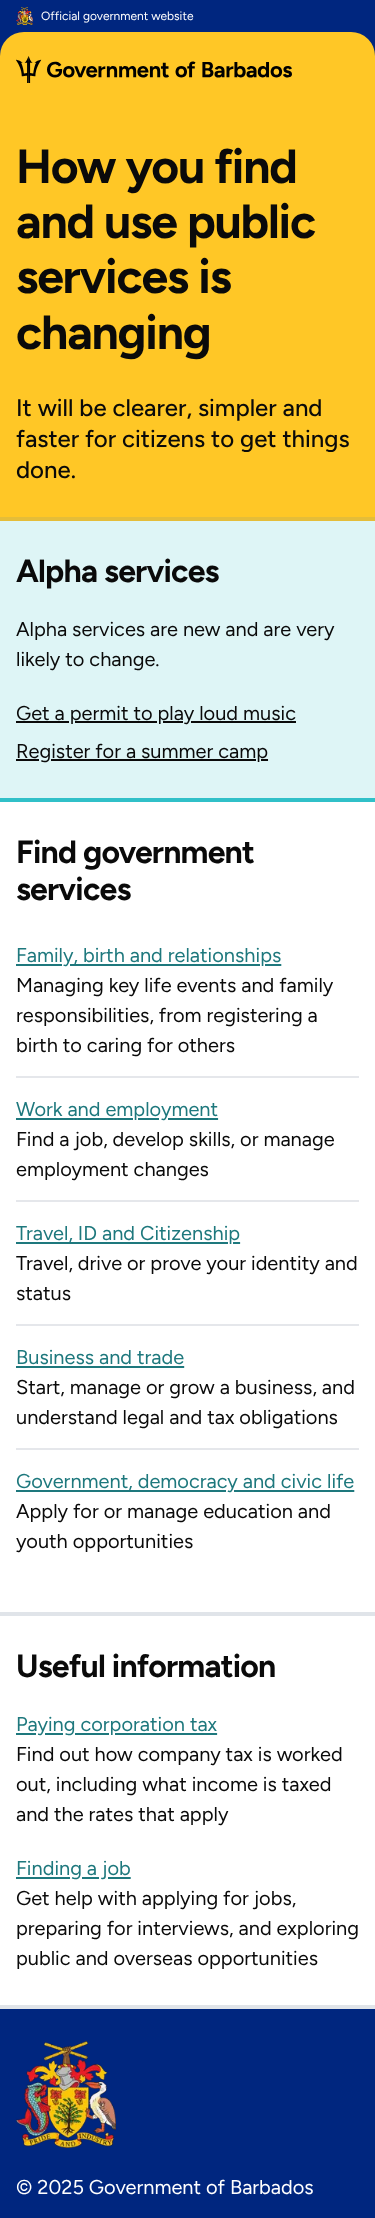 Official government website
Government of Barbados
How you find
and use public
services is
changing
It will be clearer, simpler and
faster for citizens to get things
done.
Alpha services
Alpha services are new and are very
likely to change.
Get a permit to play loud music
Register for a summer camp
Find government
services
Family, birth and relationships
Managing key life events and family
responsibilities, from registering a
birth to caring for others
Work and employment
Find a job, develop skills, or manage
employment changes
Travel, ID and Citizenship
Travel, drive or prove your identity and
status
Business and trade
Start, manage or grow a business, and
understand legal and tax obligations
Government, democracy and civic life
Apply for or manage education and
youth opportunities
Useful information
Paying corporation tax
Find out how company tax is worked
out, including what income is taxed
and the rates that apply
Finding a job
Get help with applying for jobs,
preparing for interviews, and exploring
public and overseas opportunities
PRIDE AND INDUSTRY
© 2025 Government of Barbados